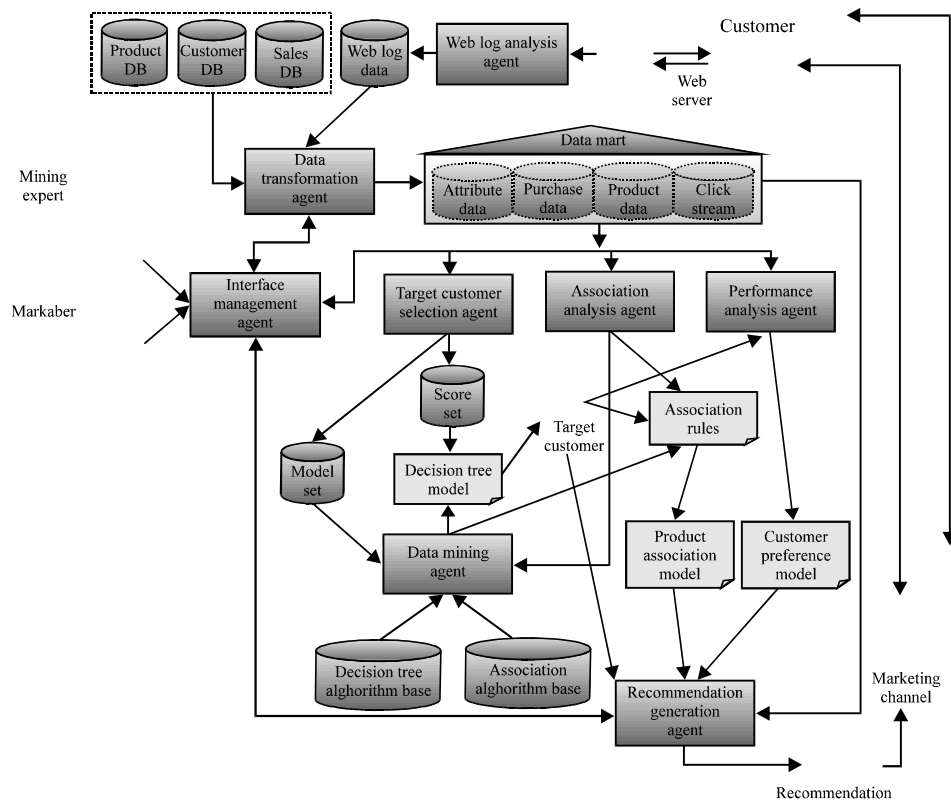 Product
DB
Customer
DB
Sales
DB
Web log
data
Web log analysis
agent
Customer
Web
server
Data mart
Data
transformation
agent
Mining
expert
Attribute
data
Purchase
data
Product
data
Click
stream
Interface
management
agent
Target customer
selection agent
Association
analysis agent
Performance
analysis agent
Markaber
Score
set
Association
rules
Target
customer
Model
set
Decision tree
model
Product
association
model
Customer
preference
model
Data mining
agent
Decision tree
alghorithm base
Association
alghorithm base
Recommendation
generation
agent
Marketing
channel
Recommendation